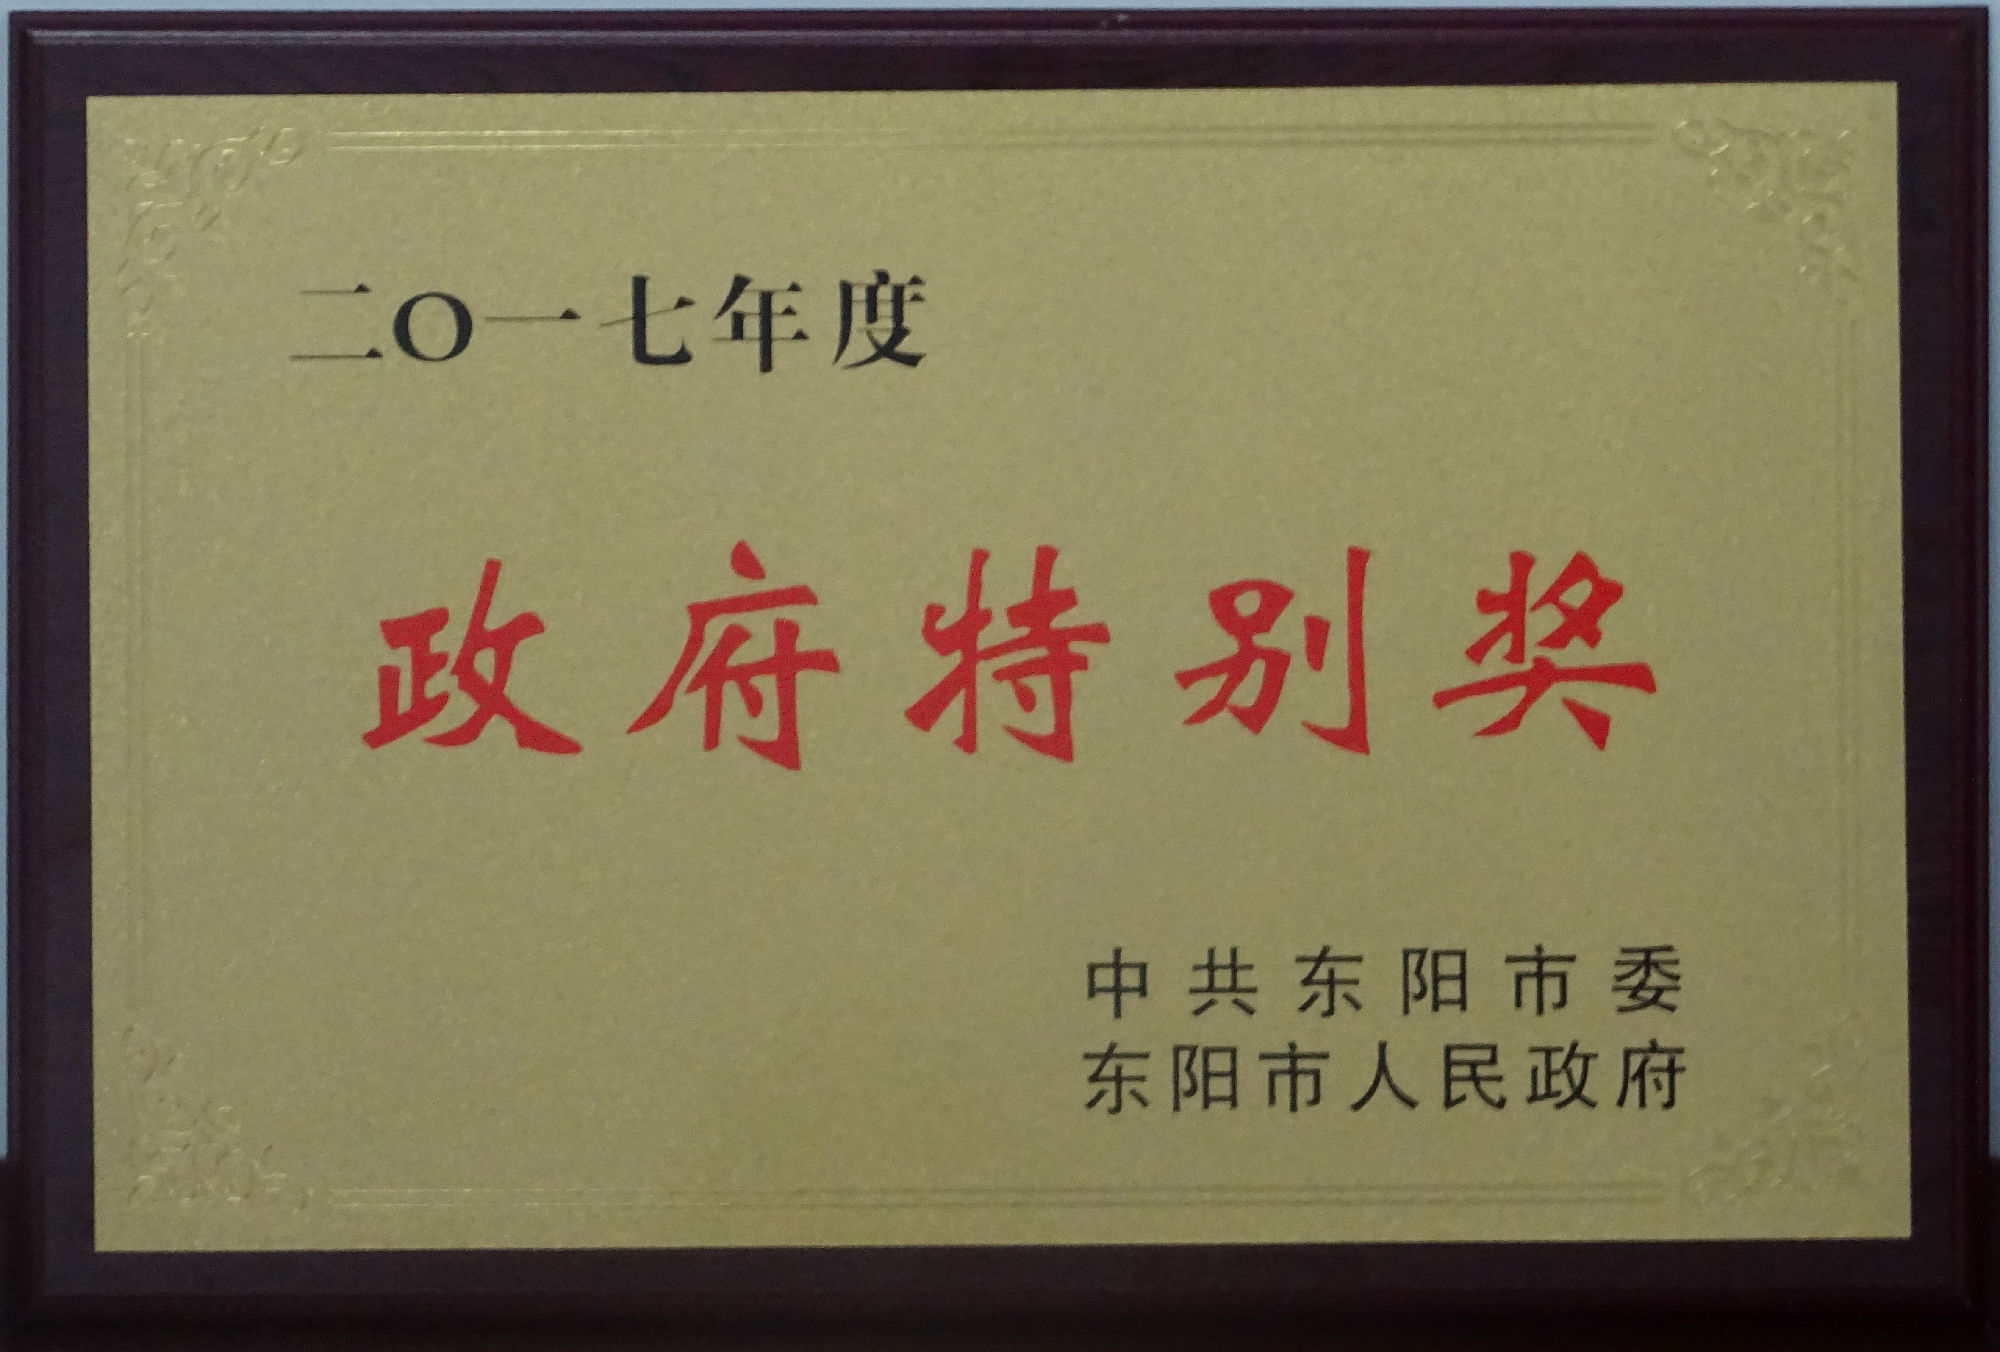 二〇一七年度
政府特别奖
中共东阳市委
东阳市人民政府